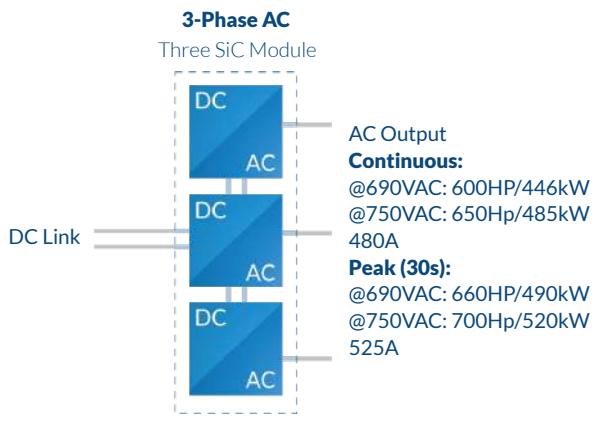 3-Phase AC
Three SiC Module
DC
AC
DC
AC
DC
AC
DC Link
AC Output
Continuous:
@690VAC: 600HP/446kW
@750VAC: 650Hp/485kW
480A
Peak (30s):
@690VAC: 660HP/490kW
@750VAC: 700Hp/520kW
525A